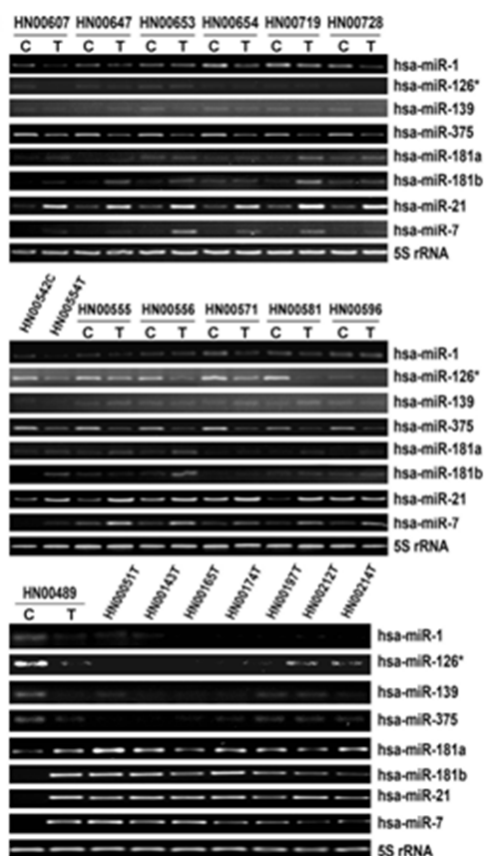 HN00607 HN00647 HN00653 HN00654 HN00719 HN00728
C T C T C T C T C T C T
hsa-miR-1
hsa-miR-126*
hsa-miR-139
hsa-miR-375
hsa-miR-181a
hsa-miR-181b
hsa-miR-21
hsa-miR-7
5S rRNA
HN00542C HN00554T HN00555 HN00556 HN00571 HN00581 HN00596
C T C T C T C T C T
hsa-miR-1
hsa-miR-126*
hsa-miR-139
hsa-miR-375
hsa-miR-181a
hsa-miR-181b
hsa-miR-21
hsa-miR-7
5S rRNA
HN00489 HN00051T HN00143T HN00165T HN00174T HN00197T HN00212T HN00214T
C T
hsa-miR-1
hsa-miR-126*
hsa-miR-139
hsa-miR-375
hsa-miR-181a
hsa-miR-181b
hsa-miR-21
hsa-miR-7
5S rRNA